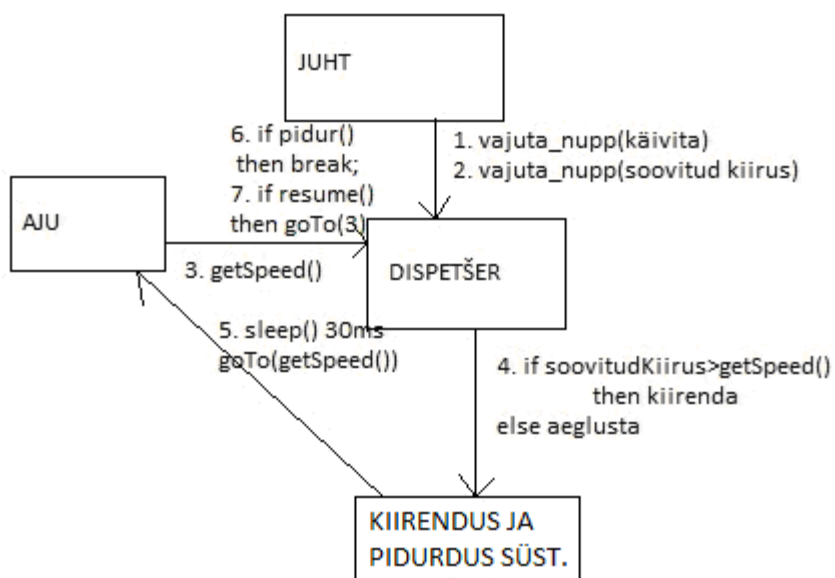 JUHT
6. if pidur()
then break;
7. if resume()
then goTo(3)
1. vajuta_nupp(käivita)
2. vajuta_nupp(soovitud kiirus)
AJU
3. getSpeed()
DISPETŠER
5. sleep() 30ms
goTo(getSpeed())
4. if soovitudKiirus>getSpeed()
then kiirenda
else aeglusta
KIIRENDUS JA
PIDURDUS SÜST.